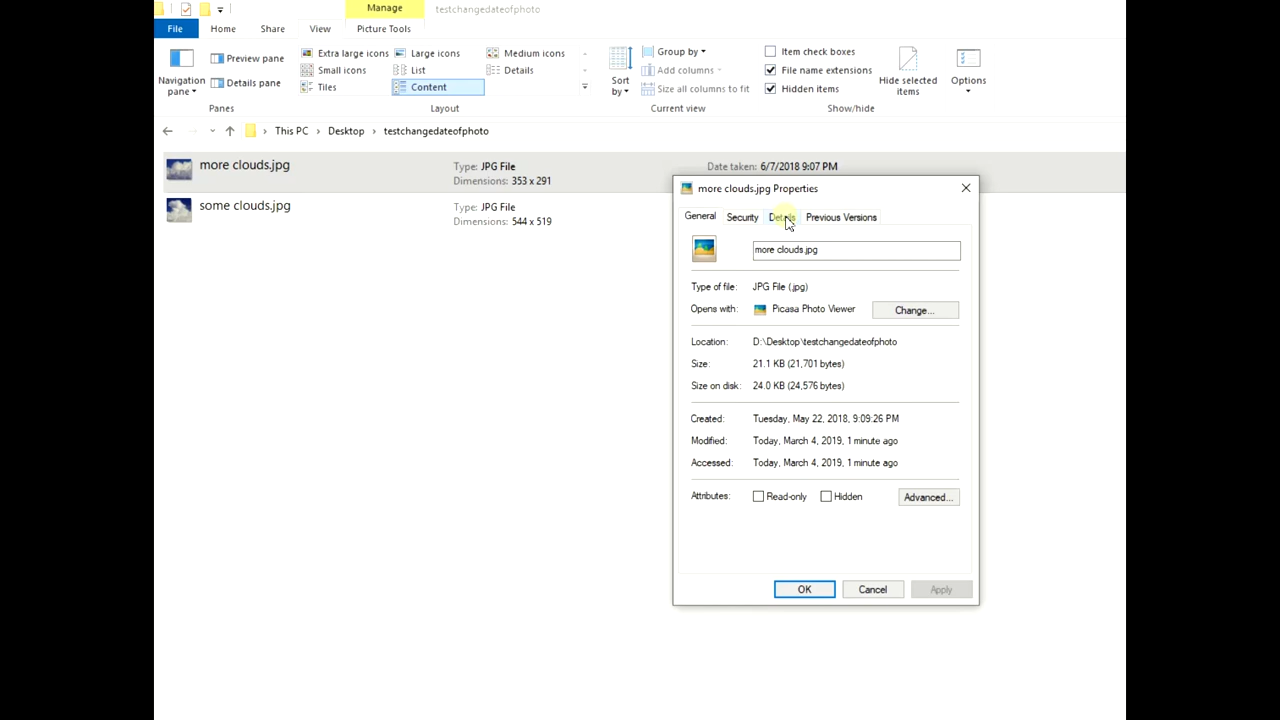 Manage
testchangedateofphoto
File
Home
Share
View
Picture Tools
Navigation pane
Preview pane
Details pane
Panes
Extra large icons
Large icons
Medium icons
Small icons
List
Details
Tiles
Content
Layout
Sort by
Group by
Add columns
Size all columns to fit
Current view
Item check boxes
File name extensions
Hidden items
Hide selected items
Show/hide
Options
This PC
Desktop
testchangedateofphoto
more clouds.jpg
Type: JPG File
Dimensions: 353 x 291
Date taken: 6/7/2018 9:07 PM
some clouds.jpg
Type: JPG File
Dimensions: 544 x 519
more clouds.jpg Properties
General
Security
Details
Previous Versions
more clouds.jpg
Type of file: JPG File (.jpg)
Opens with: Picasa Photo Viewer
Change...
Location: D:\Desktop\testchangedateofphoto
Size: 21.1 KB (21,701 bytes)
Size on disk: 24.0 KB (24,576 bytes)
Created: Tuesday, May 22, 2018, 9:09:26 PM
Modified: Today, March 4, 2019, 1 minute ago
Accessed: Today, March 4, 2019, 1 minute ago
Attributes: Read-only Hidden
Advanced...
OK
Cancel
Apply